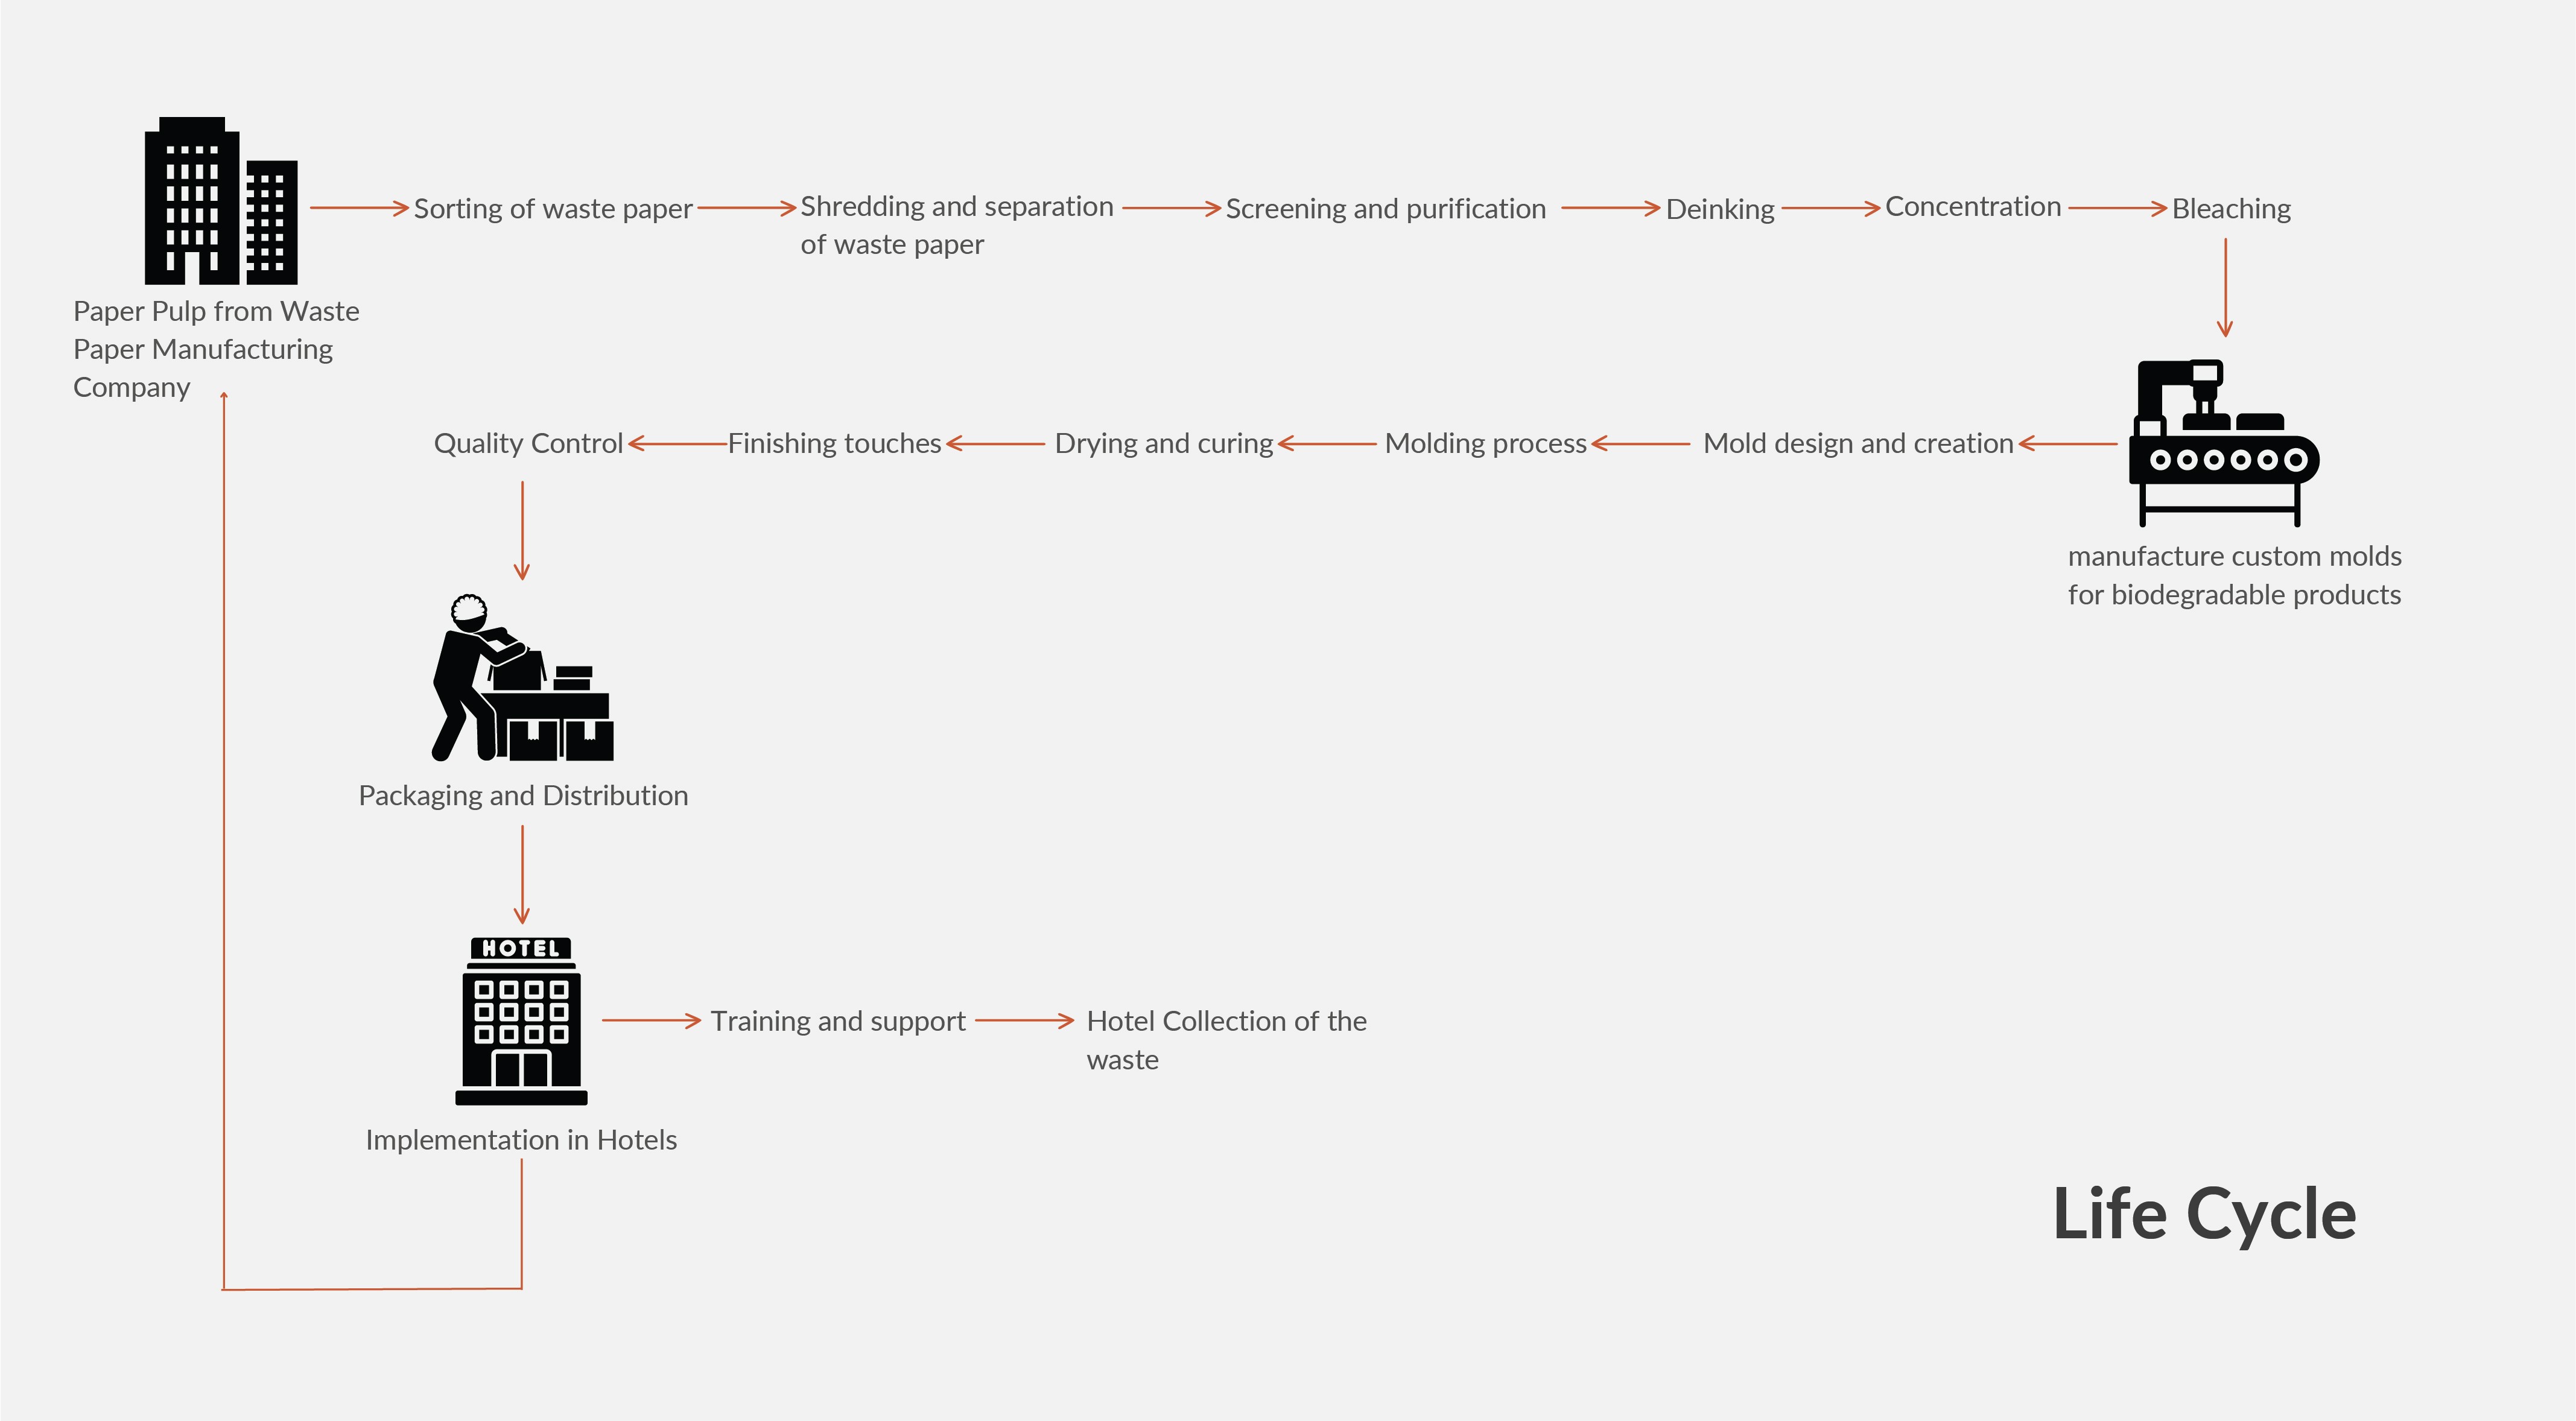 Sorting of waste paper
Shredding and separation
of waste paper
Screening and purification
Deinking
Concentration
Bleaching
Paper Pulp from Waste
Paper Manufacturing
Company
Quality Control
Finishing touches
Drying and curing
Molding process
Mold design and creation
manufacture custom molds
for biodegradable products
Packaging and Distribution
HOTEL
Training and support
Hotel Collection of the
waste
Implementation in Hotels
Life Cycle